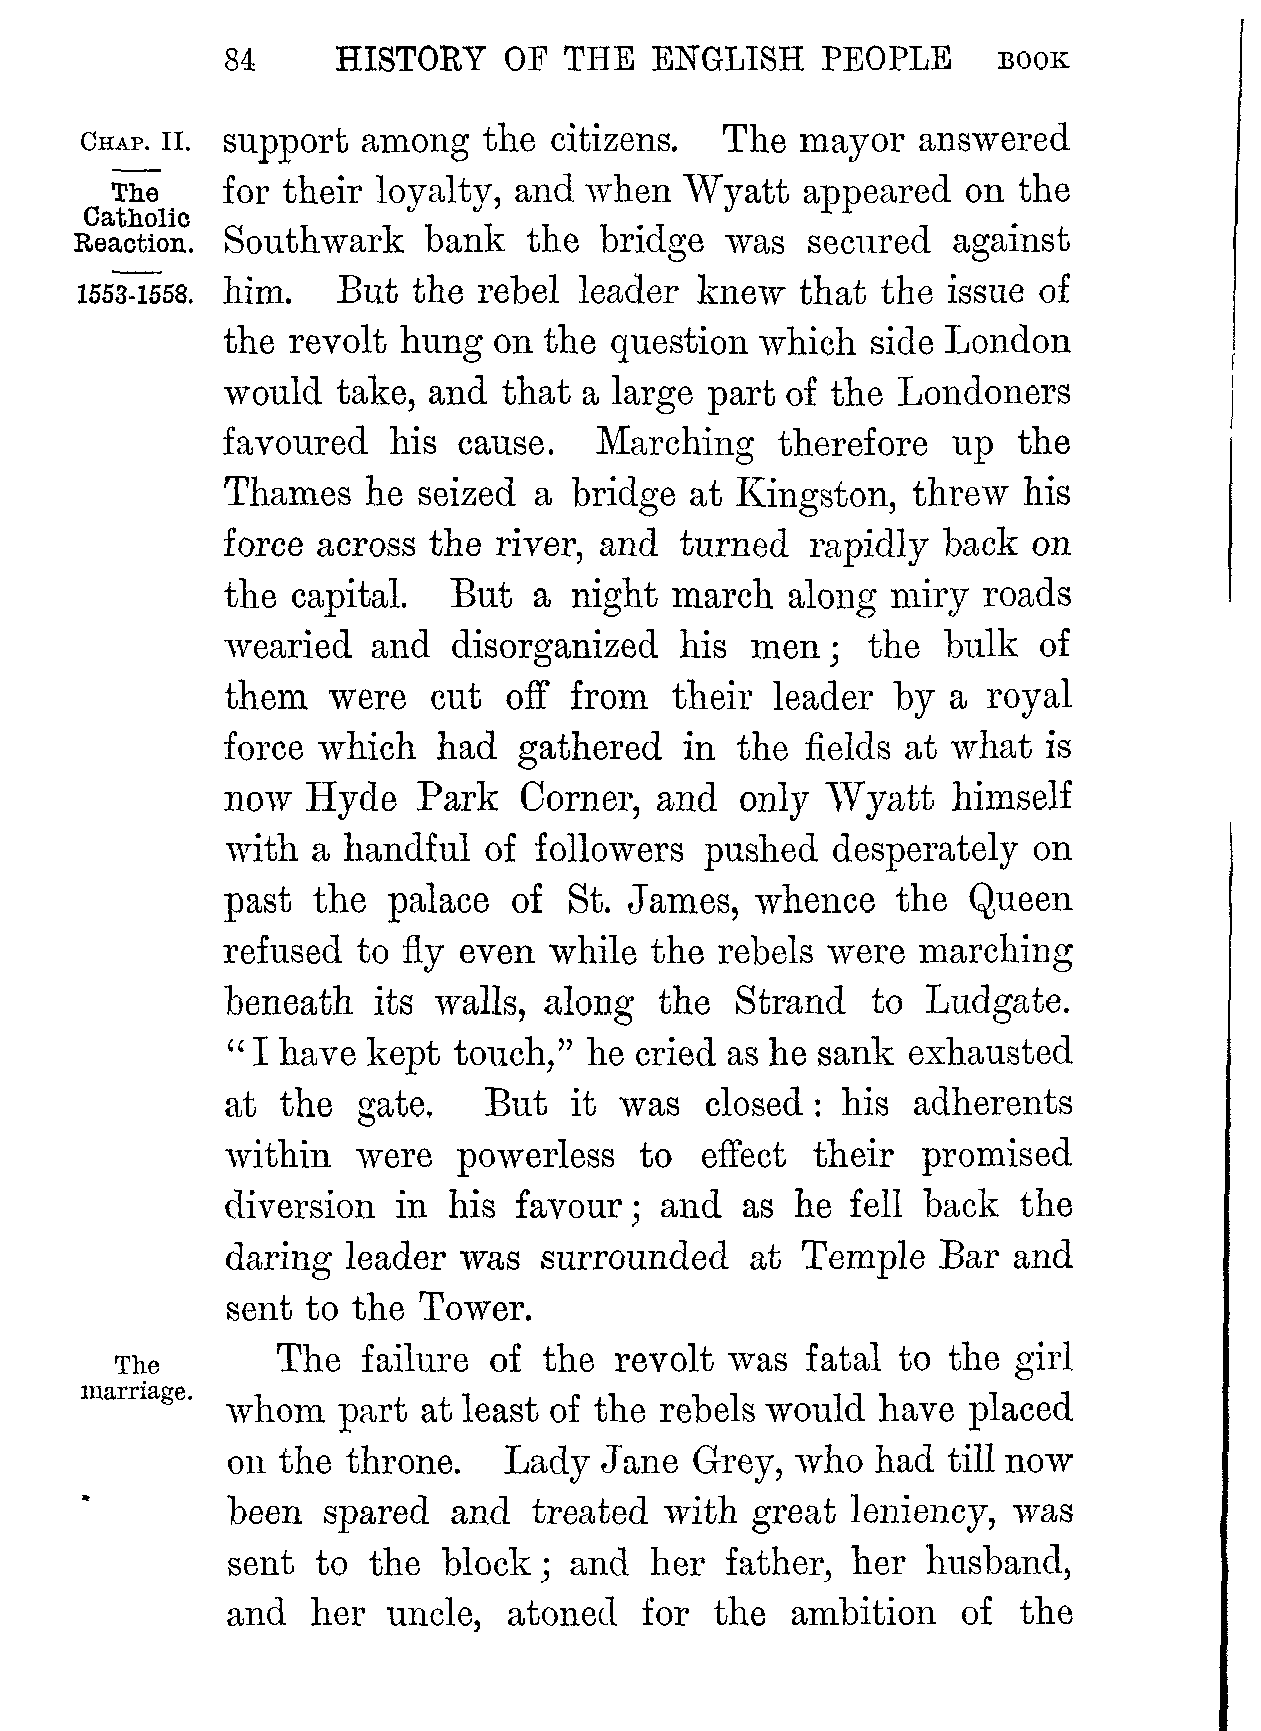 84 HISTORY OF THE ENGLISH PEOPLE BOOK
CHAP. II.
The
Catholic
Reaction.
1553-1558.
support among the citizens. The mayor answered
for their loyalty, and when Wyatt appeared on the
Southwark bank the bridge was secured against
him. But the rebel leader knew that the issue of
the revolt hung on the question which side London
would take, and that a large part of the Londoners
favoured his cause. Marching therefore up the
Thames he seized a bridge at Kingston, threw his
force across the river, and turned rapidly back on
the capital. But a night march along miry roads
wearied and disorganized his men; the bulk of
them were cut off from their leader by a royal
force which had gathered in the fields at what is
now Hyde Park Corner, and only Wyatt himself
with a handful of followers pushed desperately on
past the palace of St. James, whence the Queen
refused to fly even while the rebels were marching
beneath its walls, along the Strand to Ludgate.
“I have kept touch,” he cried as he sank exhausted
at the gate. But it was closed: his adherents
within were powerless to effect their promised
diversion in his favour; and as he fell back the
daring leader was surrounded at Temple Bar and
sent to the Tower.
The
marriage.
The failure of the revolt was fatal to the girl
whom part at least of the rebels would have placed
on the throne. Lady Jane Grey, who had till now
been spared and treated with great leniency, was
sent to the block; and her father, her husband,
and her uncle, atoned for the ambition of the